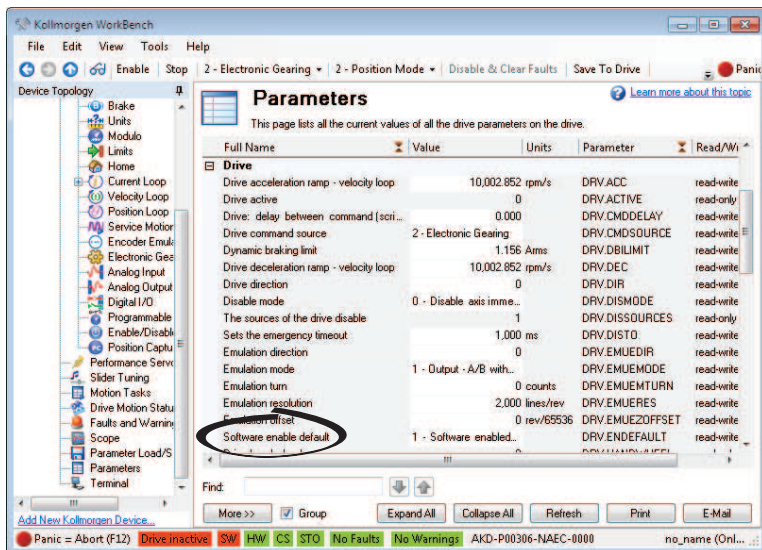 Kollmorgen WorkBench
File Edit View Tools Help
Enable Stop 2 - Electronic Gearing 2 - Position Mode Disable & Clear Faults Save To Drive Panic
Device Topology
Brake
Units
Modulo
Limits
Home
Current Loop
Velocity Loop
Position Loop
Service Motion
Encoder Emula
Electronic Gea
Analog Input
Analog Output
Digital I/O
Programmable
Enable/Disabl
Position Captu
Performance Servo
Slider Tuning
Motion Tasks
Drive Motion Statu
Faults and Warning
Scope
Parameter Load/S
Parameters
Terminal
Add New Kollmorgen Device...
Parameters
Learn more about this topic
This page lists all the current values of all the drive parameters on the drive.
Full Name Value Units Parameter Read/Wri
Drive
Drive acceleration ramp - velocity loop 10,002.852 rpm/s DRV.ACC read-write
Drive active 0 DRV.ACTIVE read-only
Drive: delay between command (scri... 0.000 DRV.CMDDELAY read-write
Drive command source 2 - Electronic Gearing DRV.CMDSOURCE read-write
Dynamic braking limit 1.156 Arms DRV.DBILIMIT read-write
Drive deceleration ramp - velocity loop 10,002.852 rpm/s DRV.DEC read-write
Drive direction 0 DRV.DIR read-write
Disable mode 0 - Disable axis imme... DRV.DISMODE read-write
The sources of the drive disable 1 DRV.DISSOURCES read-only
Sets the emergency timeout 1,000 ms DRV.DISTO read-write
Emulation direction 0 DRV.EMUEDIR read-write
Emulation mode 1 - Output - A/B with... DRV.EMUEMODE read-write
Emulation turn 0 counts DRV.EMUEMTURN read-write
Emulation resolution 2,000 lines/rev DRV.EMUERES read-write
Emulation offset 0 rev/65536 DRV.EMUEZOFFSET read-write
Software enable default 1 - Software enabled... DRV.ENDEFAULT read-write
Find:
More >> Group Expand All Collapse All Refresh Print E-Mail
Panic = Abort (F12) Drive inactive SW HW CS STO No Faults No Warnings AKD-P00306-NAEC-0000 no_name (Onl...